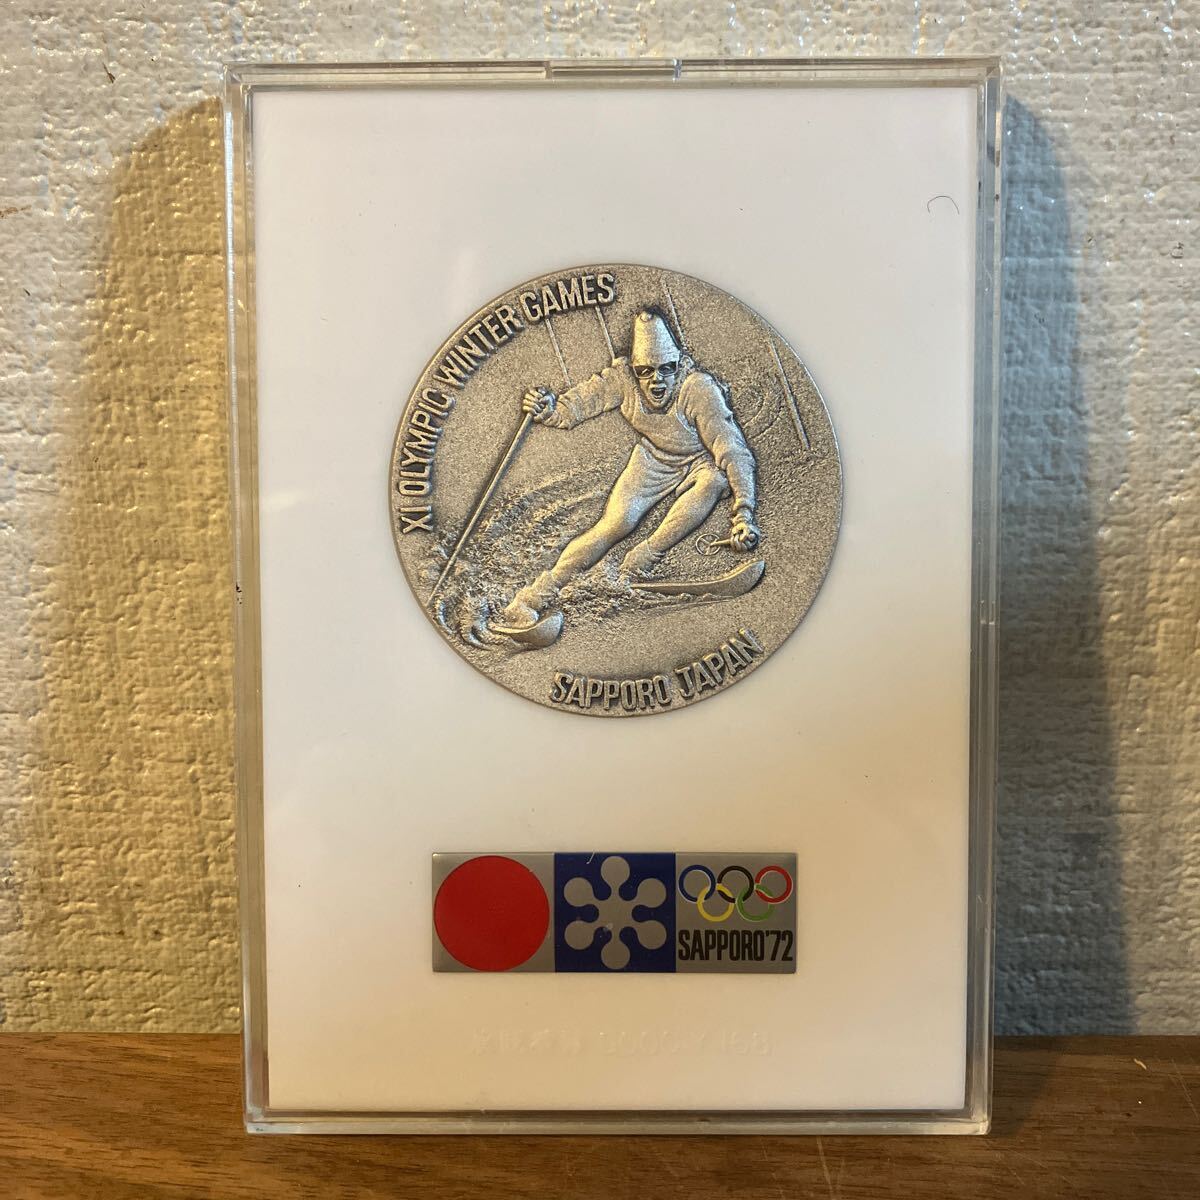 XI OLYMPIC WINTER GAMES
SAPPORO JAPAN
SAPPORO'72